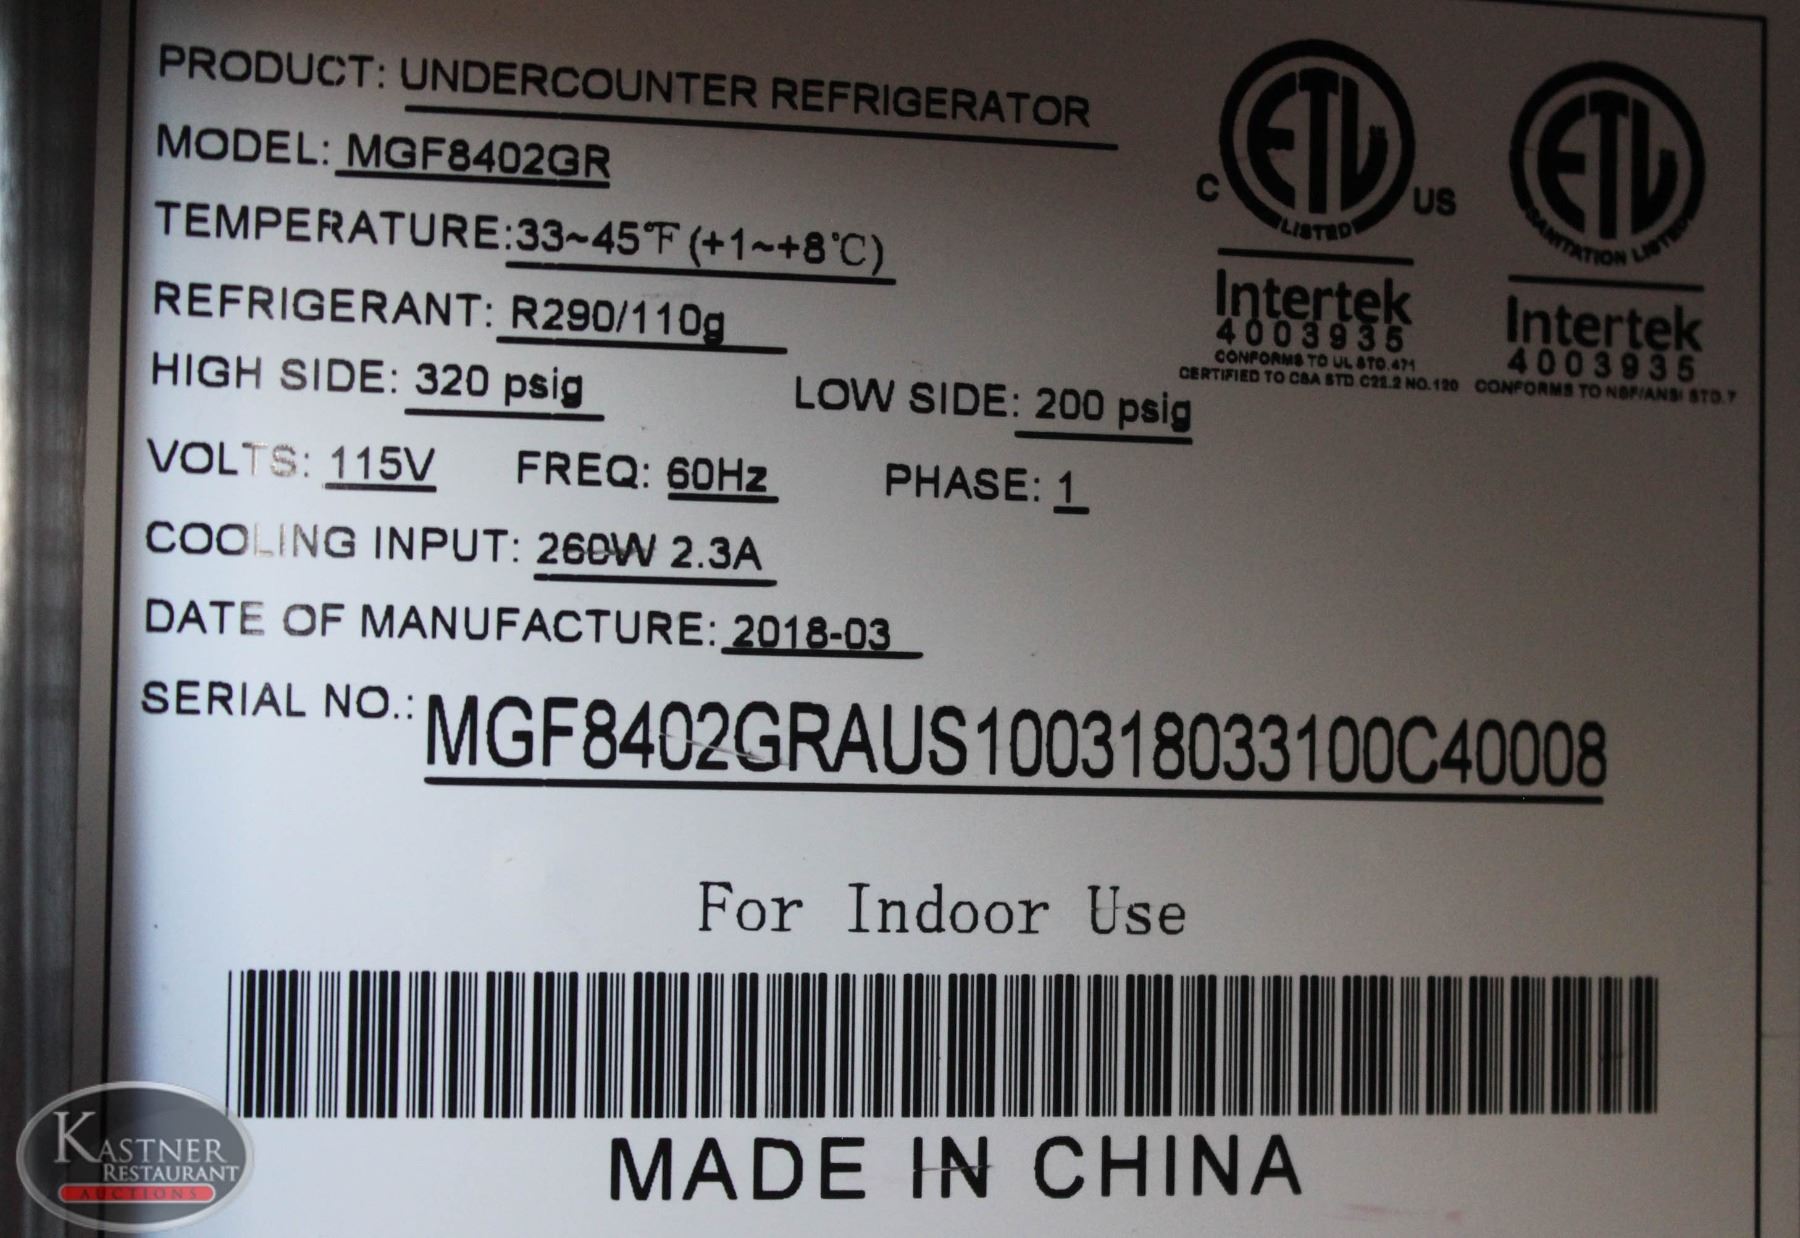 PRODUCT: UNDERCOUNTER REFRIGERATOR
MODEL: MGF8402GR
TEMPERATURE:33~45℉(+1~+8℃)
REFRIGERANT: R290/110g
HIGH SIDE: 320 psig LOW SIDE: 200 psig
VOLTS: 115V FREQ: 60Hz PHASE: 1
COOLING INPUT: 260W 2.3A
DATE OF MANUFACTURE: 2018-03
SERIAL NO.: MGF8402GRAUS100318033100C40008
C ETL US
LISTED
Intertek
4003935
CONFORMS TO UL STD.471
CERTIFIED TO CSA STD C22.2 NO.120
ETL
SANITATION LISTED
Intertek
4003935
CONFORMS TO NSF/ANSI STD.7
For Indoor Use
MADE IN CHINA
KASTNER
RESTAURANT
AUCTIONS